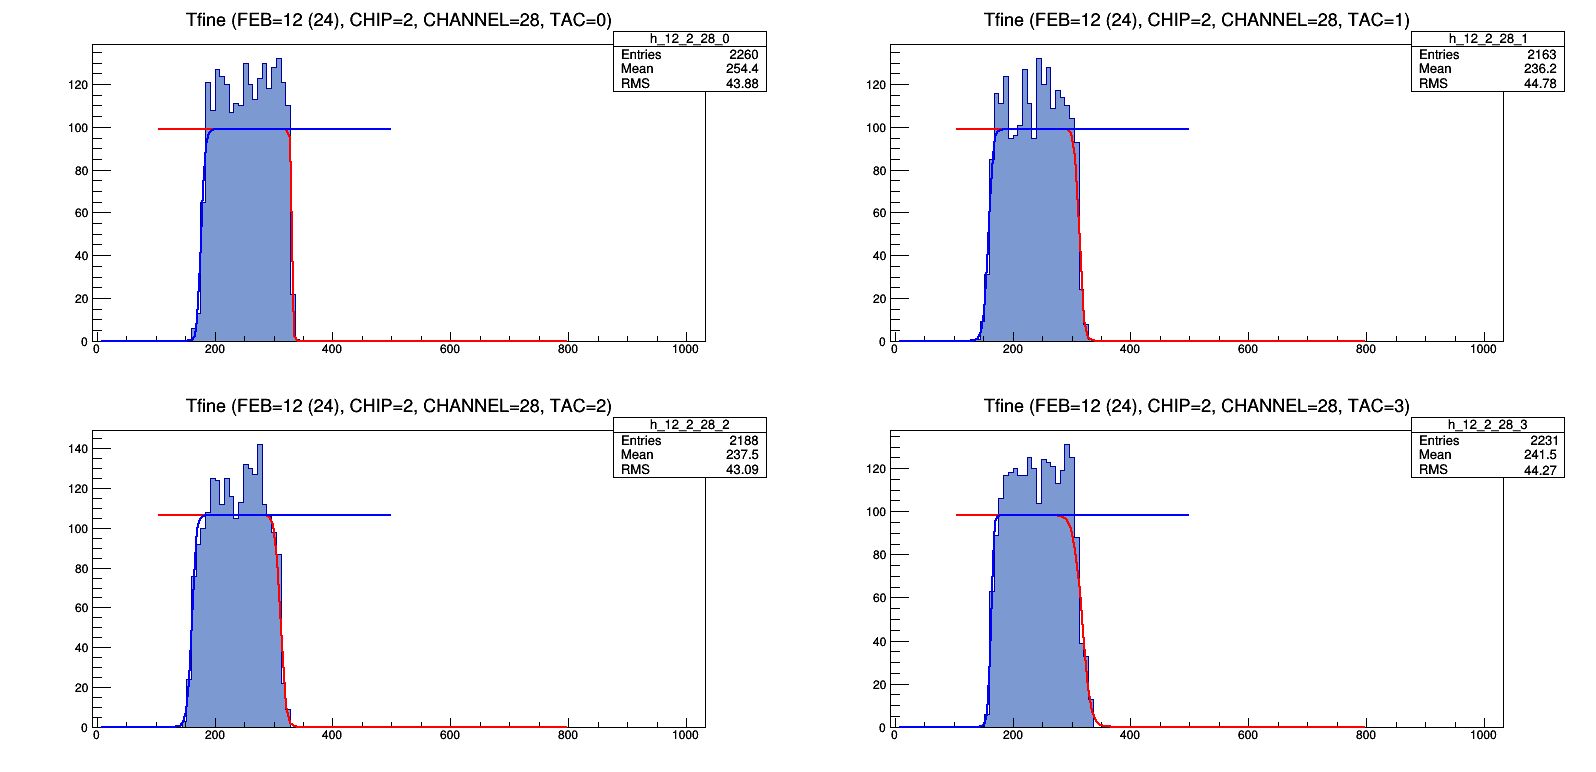 Tfine (FEB=12 (24), CHIP=2, CHANNEL=28, TAC=0)
h_12_2_28_0
Entries 2260
Mean 254.4
RMS 43.88
120
100
80
60
40
20
0
0 200 400 600 800 1000
Tfine (FEB=12 (24), CHIP=2, CHANNEL=28, TAC=1)
h_12_2_28_1
Entries 2163
Mean 236.2
RMS 44.78
120
100
80
60
40
20
0
0 200 400 600 800 1000
Tfine (FEB=12 (24), CHIP=2, CHANNEL=28, TAC=2)
h_12_2_28_2
Entries 2188
Mean 237.5
RMS 43.09
140
120
100
80
60
40
20
0
0 200 400 600 800 1000
Tfine (FEB=12 (24), CHIP=2, CHANNEL=28, TAC=3)
h_12_2_28_3
Entries 2231
Mean 241.5
RMS 44.27
120
100
80
60
40
20
0
0 200 400 600 800 1000